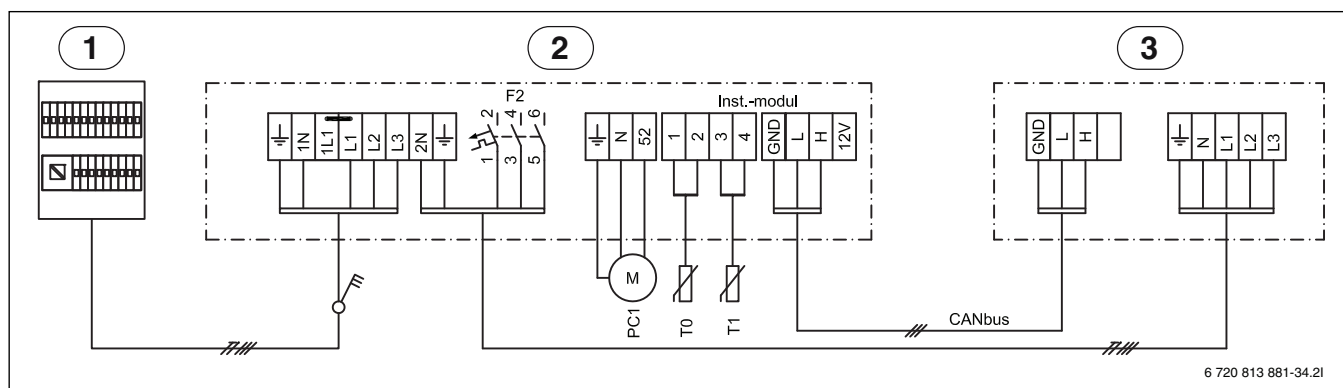 1
2
3
F2
Inst.-modul
⏚ 1N 1L1 L1 L2 L3 2N ⏚
2 4 6
1 3 5
⏚ N 52
1 2 3 4
GND L H 12V
GND L H
⏚ N L1 L2 L3
M
PC1
T0
T1
CANbus
6 720 813 881-34.2I